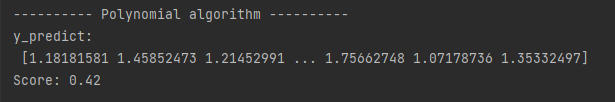 ---------- Polynomial algorithm ----------
y_predict:
[1.18181581 1.45852473 1.21452991 ... 1.75662748 1.07178736 1.35332497]
Score: 0.42